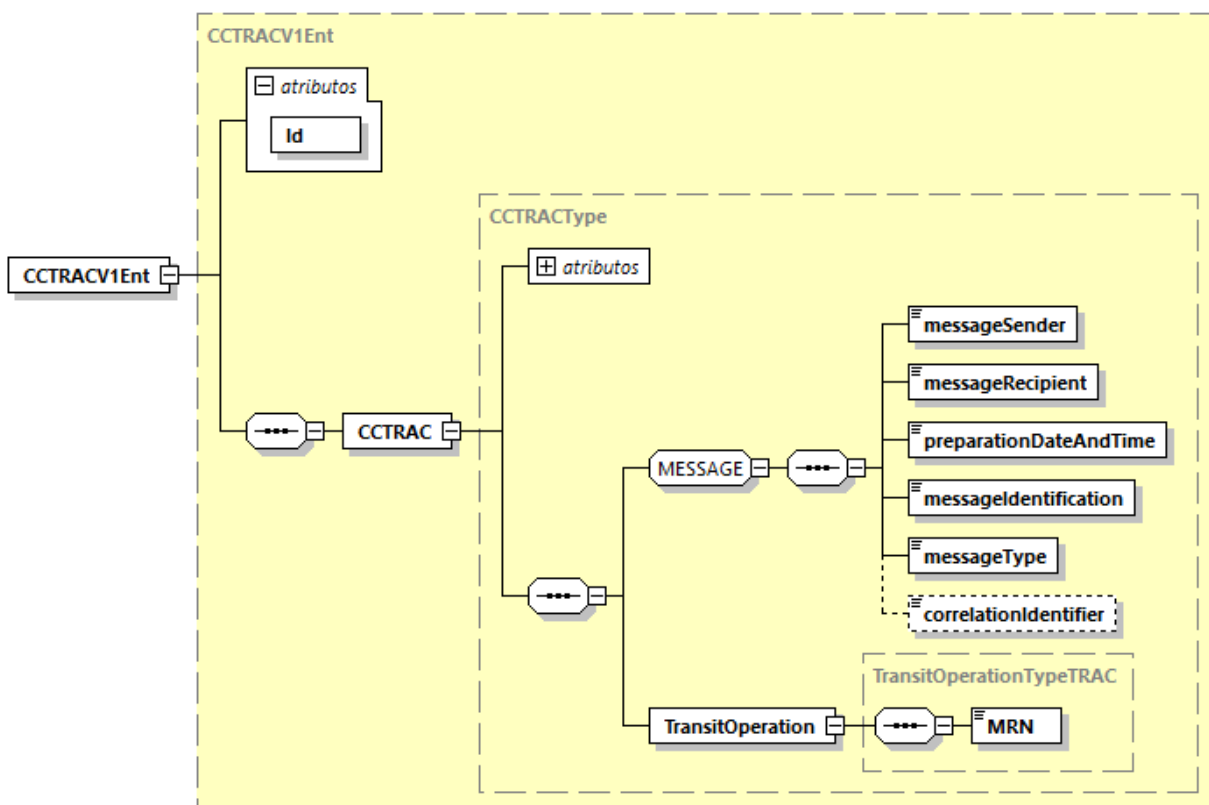 CCTRACV1Ent
atributos
Id
CCTRACType
CCTRACV1Ent
atributos
messageSender
messageRecipient
CCTRAC
preparationDateAndTime
MESSAGE
messageIdentification
messageType
correlationIdentifier
TransitOperationTypeTRAC
TransitOperation
MRN